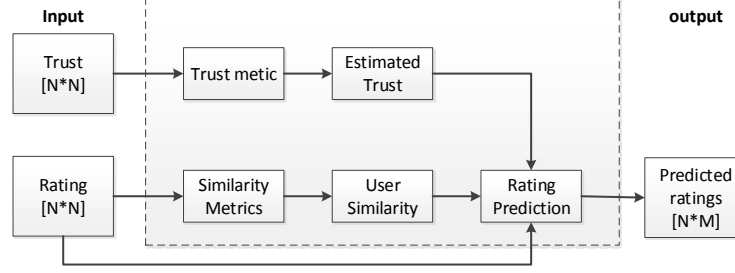 Input
output
Trust
[N*N]
Trust metic
Estimated
Trust
Rating
[N*N]
Similarity
Metrics
User
Similarity
Rating
Prediction
Predicted
ratings
[N*M]